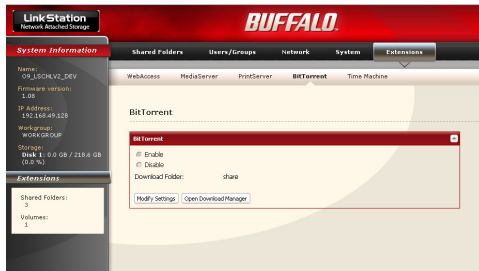 LinkStation
Network Attached Storage
BUFFALO
System Information
Shared Folders Users/Groups Network System Extensions
WebAccess MediaServer PrintServer BitTorrent Time Machine
Name:
09_LSCHLV2_DEV
Firmware version:
1.08
IP Address:
192.168.49.128
Workgroup:
WORKGROUP
Storage:
Disk 1: 0.0 GB / 218.6 GB
(0.0 %)
Extensions
Shared Folders:
3
Volumes:
1
BitTorrent
BitTorrent
Enable
Disable
Download Folder: share
Modify Settings Open Download Manager